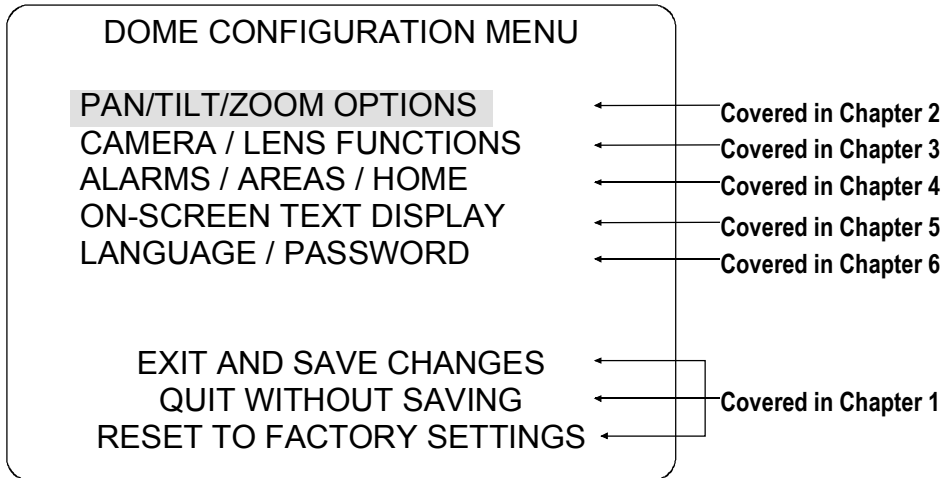 DOME CONFIGURATION MENU
PAN/TILT/ZOOM OPTIONS
Covered in Chapter 2
CAMERA / LENS FUNCTIONS
Covered in Chapter 3
ALARMS / AREAS / HOME
Covered in Chapter 4
ON-SCREEN TEXT DISPLAY
Covered in Chapter 5
LANGUAGE / PASSWORD
Covered in Chapter 6
EXIT AND SAVE CHANGES
QUIT WITHOUT SAVING
Covered in Chapter 1
RESET TO FACTORY SETTINGS